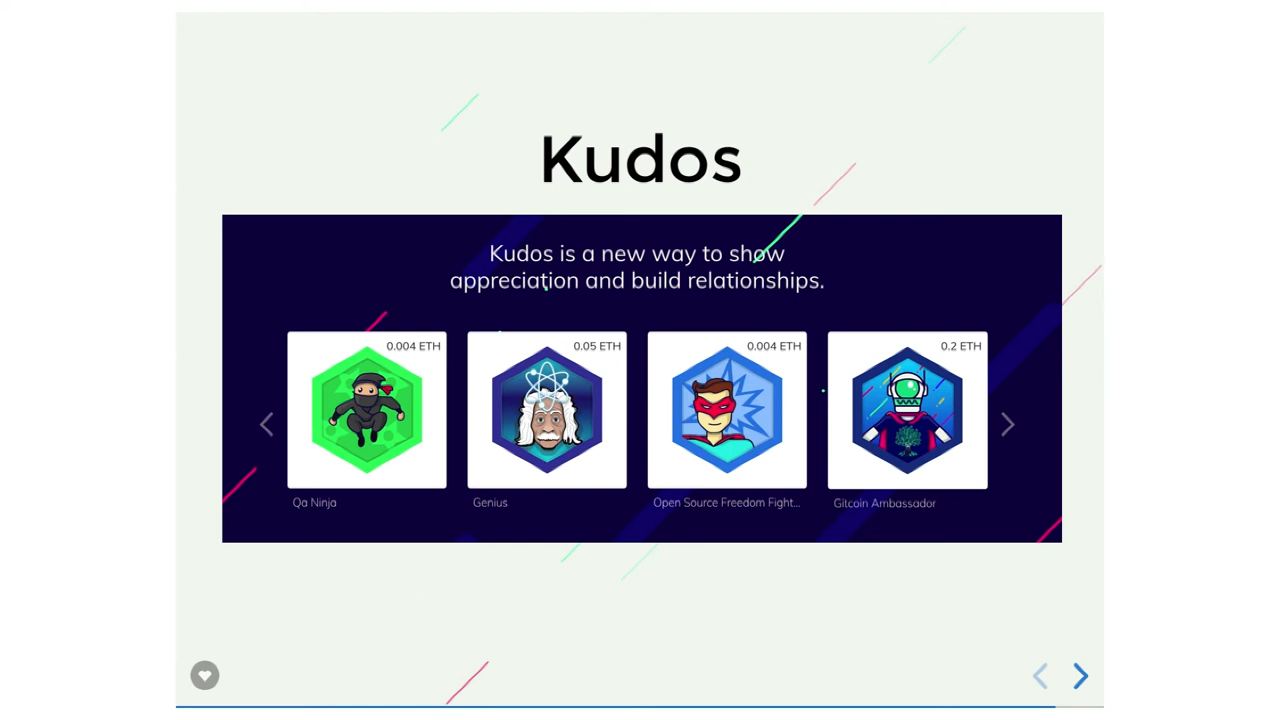 Kudos
Kudos is a new way to show
appreciation and build relationships.
0.004 ETH
0.05 ETH
0.004 ETH
0.2 ETH
Qa Ninja
Genius
Open Source Freedom Fight...
Gitcoin Ambassador